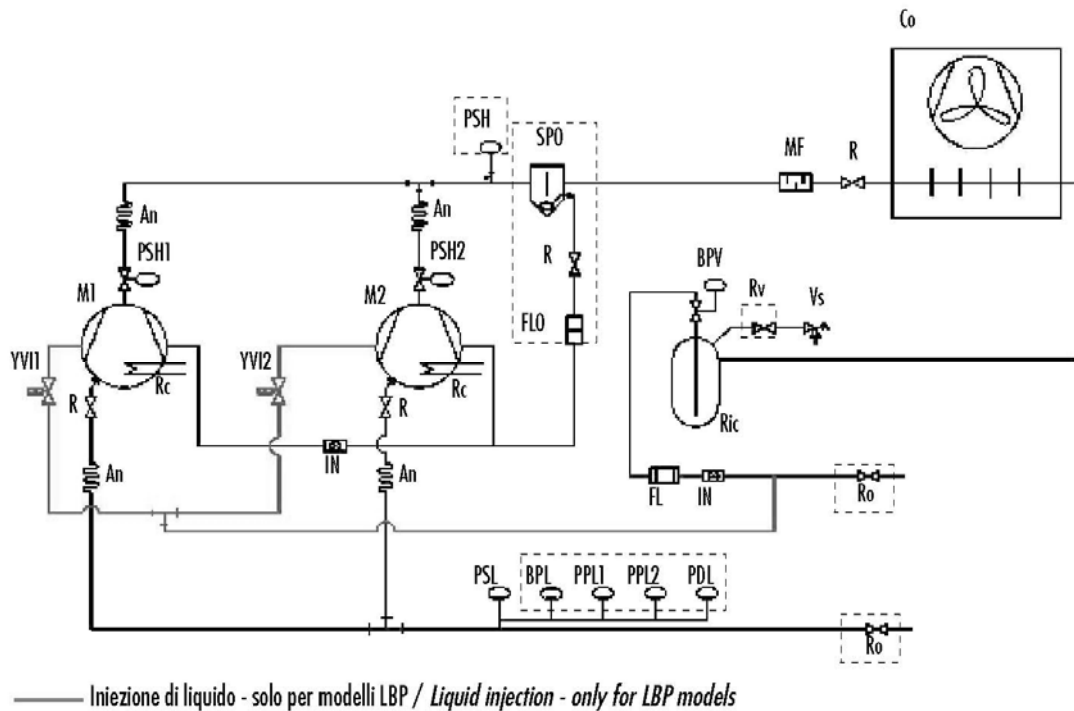 Co
PSH
SPO
MF
R
An
An
PSH1
PSH2
R
BPV
M1
M2
Rv
Vs
FLO
YVI1
YVI2
Rc
Rc
R
R
Ric
IN
An
An
FL
IN
Ro
PSL
BPL
PPL1
PPL2
PDL
Ro
Iniezione di liquido - solo per modelli LBP / Liquid injection - only for LBP models